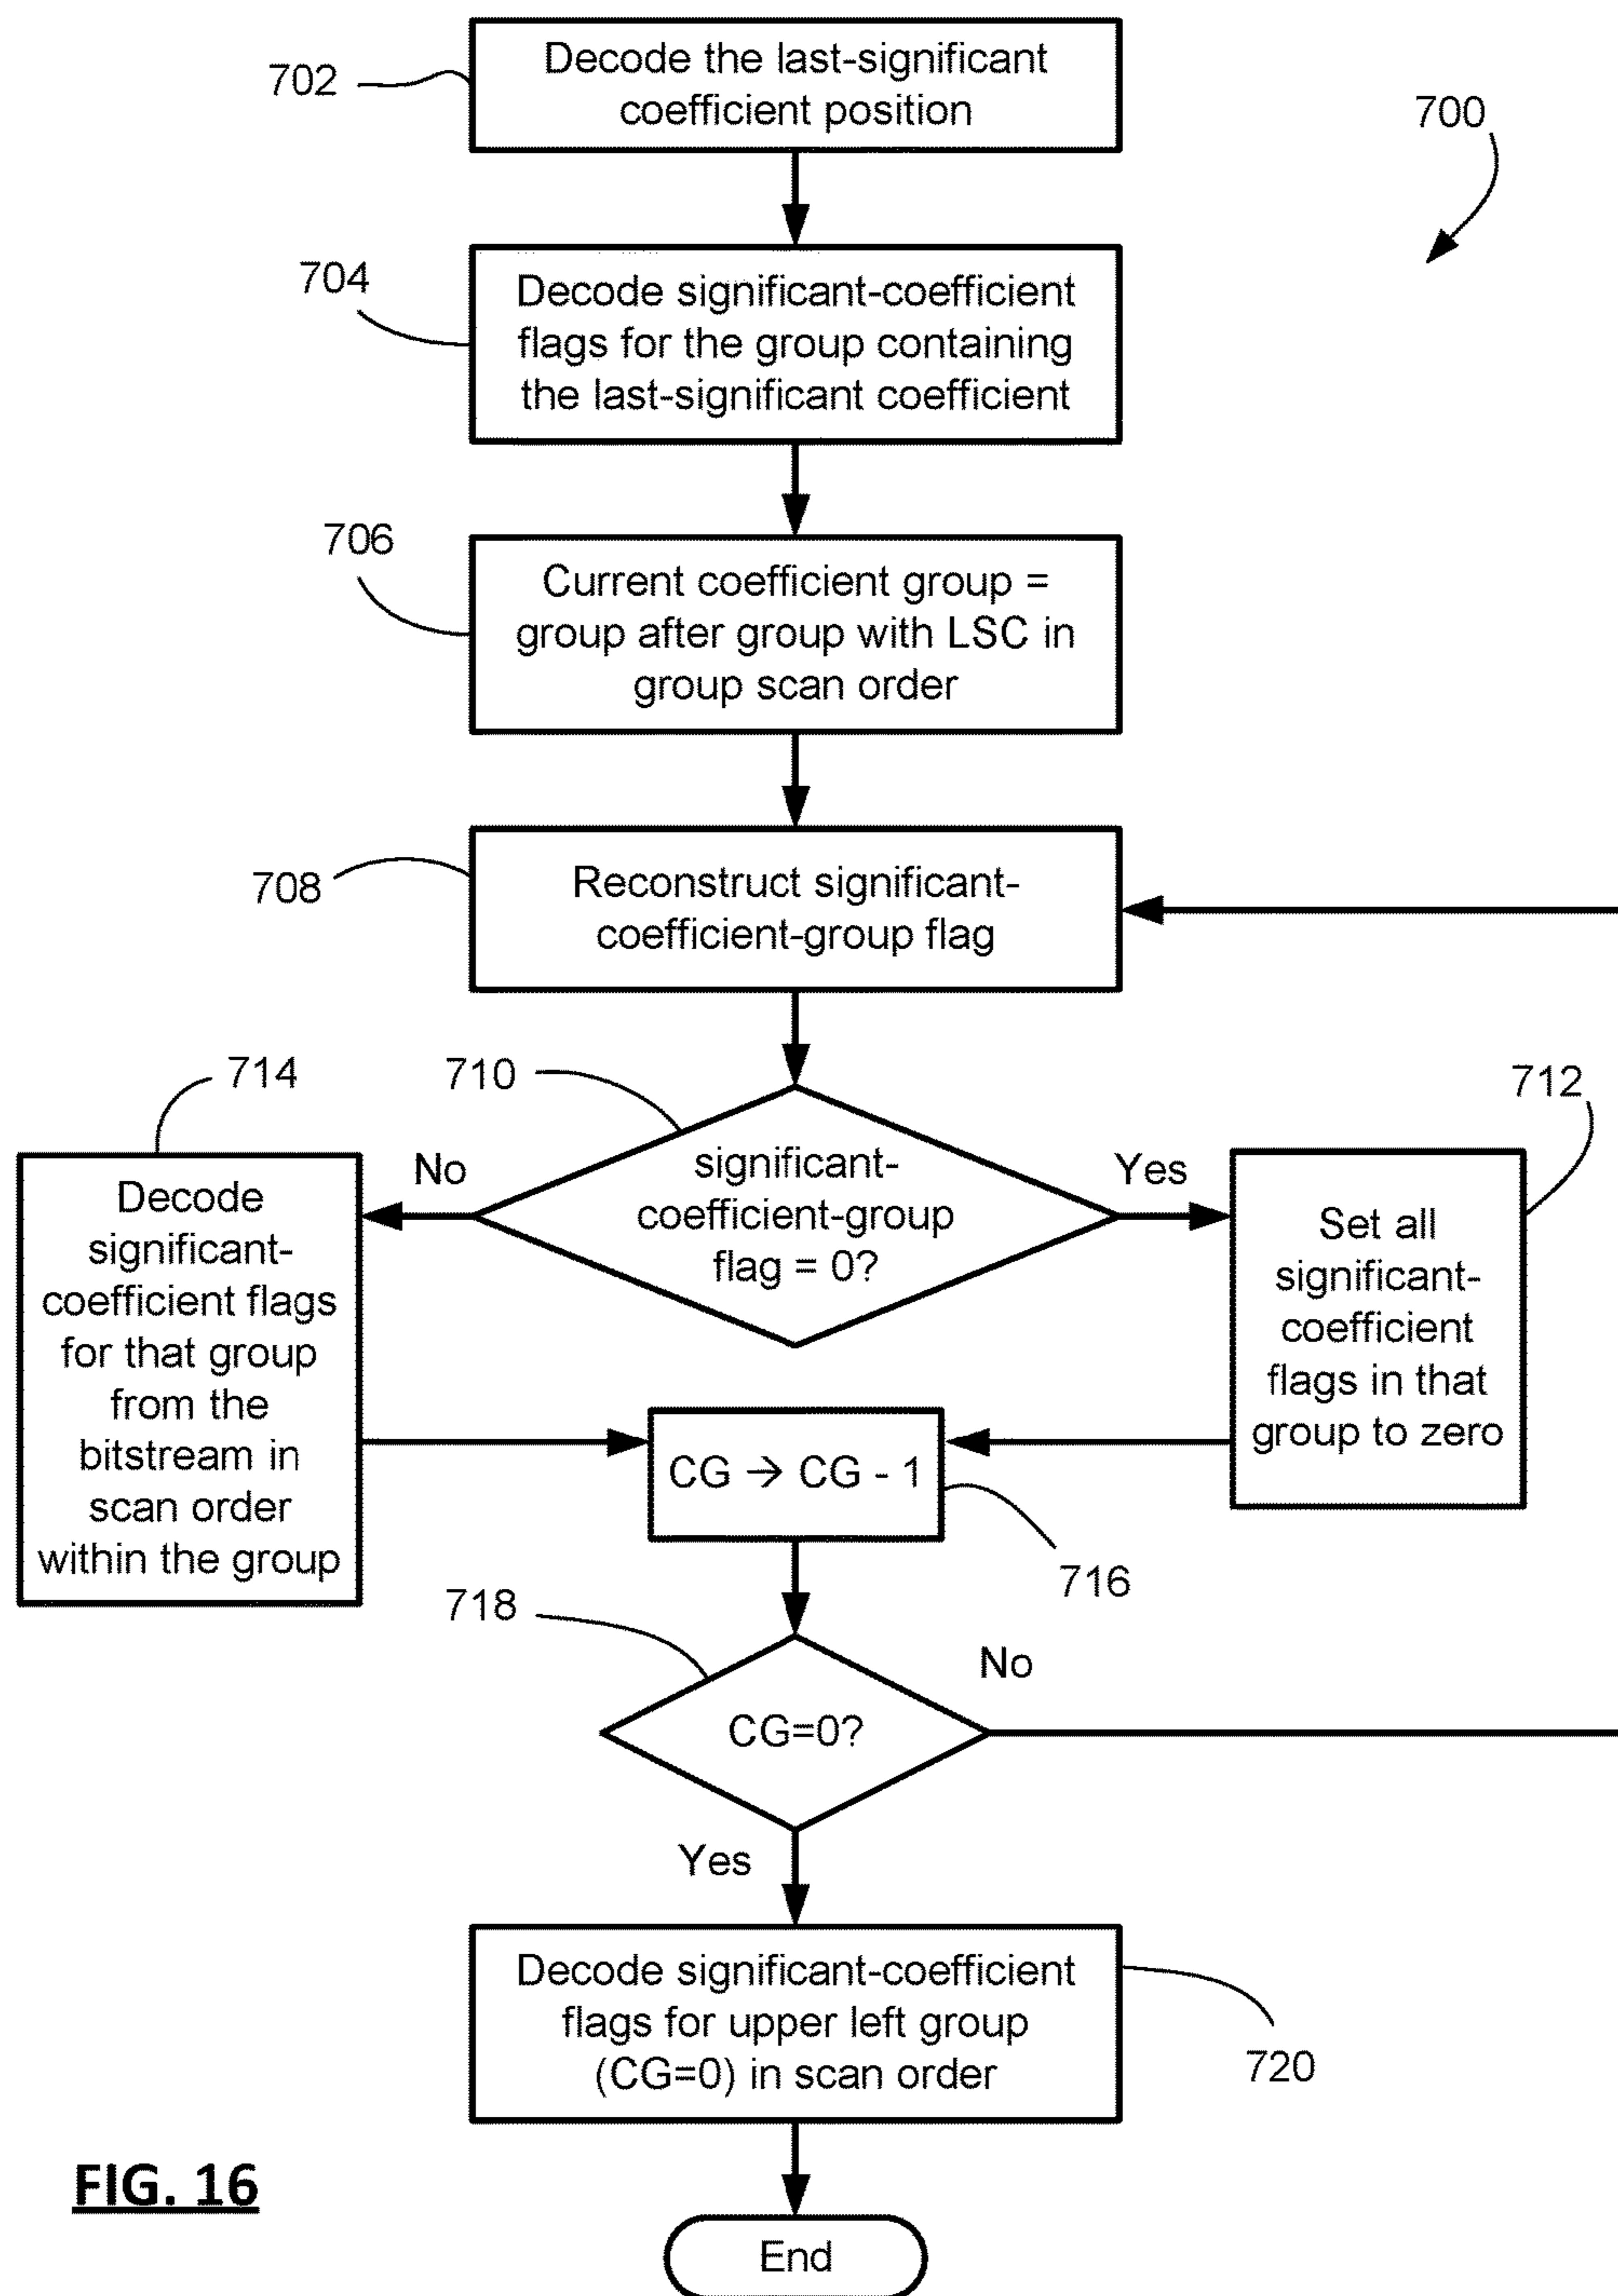 702
Decode the last-significant
coefficient position
700
704
Decode significant-coefficient
flags for the group containing
the last-significant coefficient
706
Current coefficient group =
group after group with LSC in
group scan order
708
Reconstruct significant-
coefficient-group flag
714
710
712
No
significant-
coefficient-group
flag = 0?
Yes
Decode
significant-
coefficient flags
for that group
from the
bitstream in
scan order
within the group
Set all
significant-
coefficient
flags in that
group to zero
CG → CG - 1
716
718
CG=0?
No
Yes
Decode significant-coefficient
flags for upper left group
(CG=0) in scan order
720
FIG. 16
End